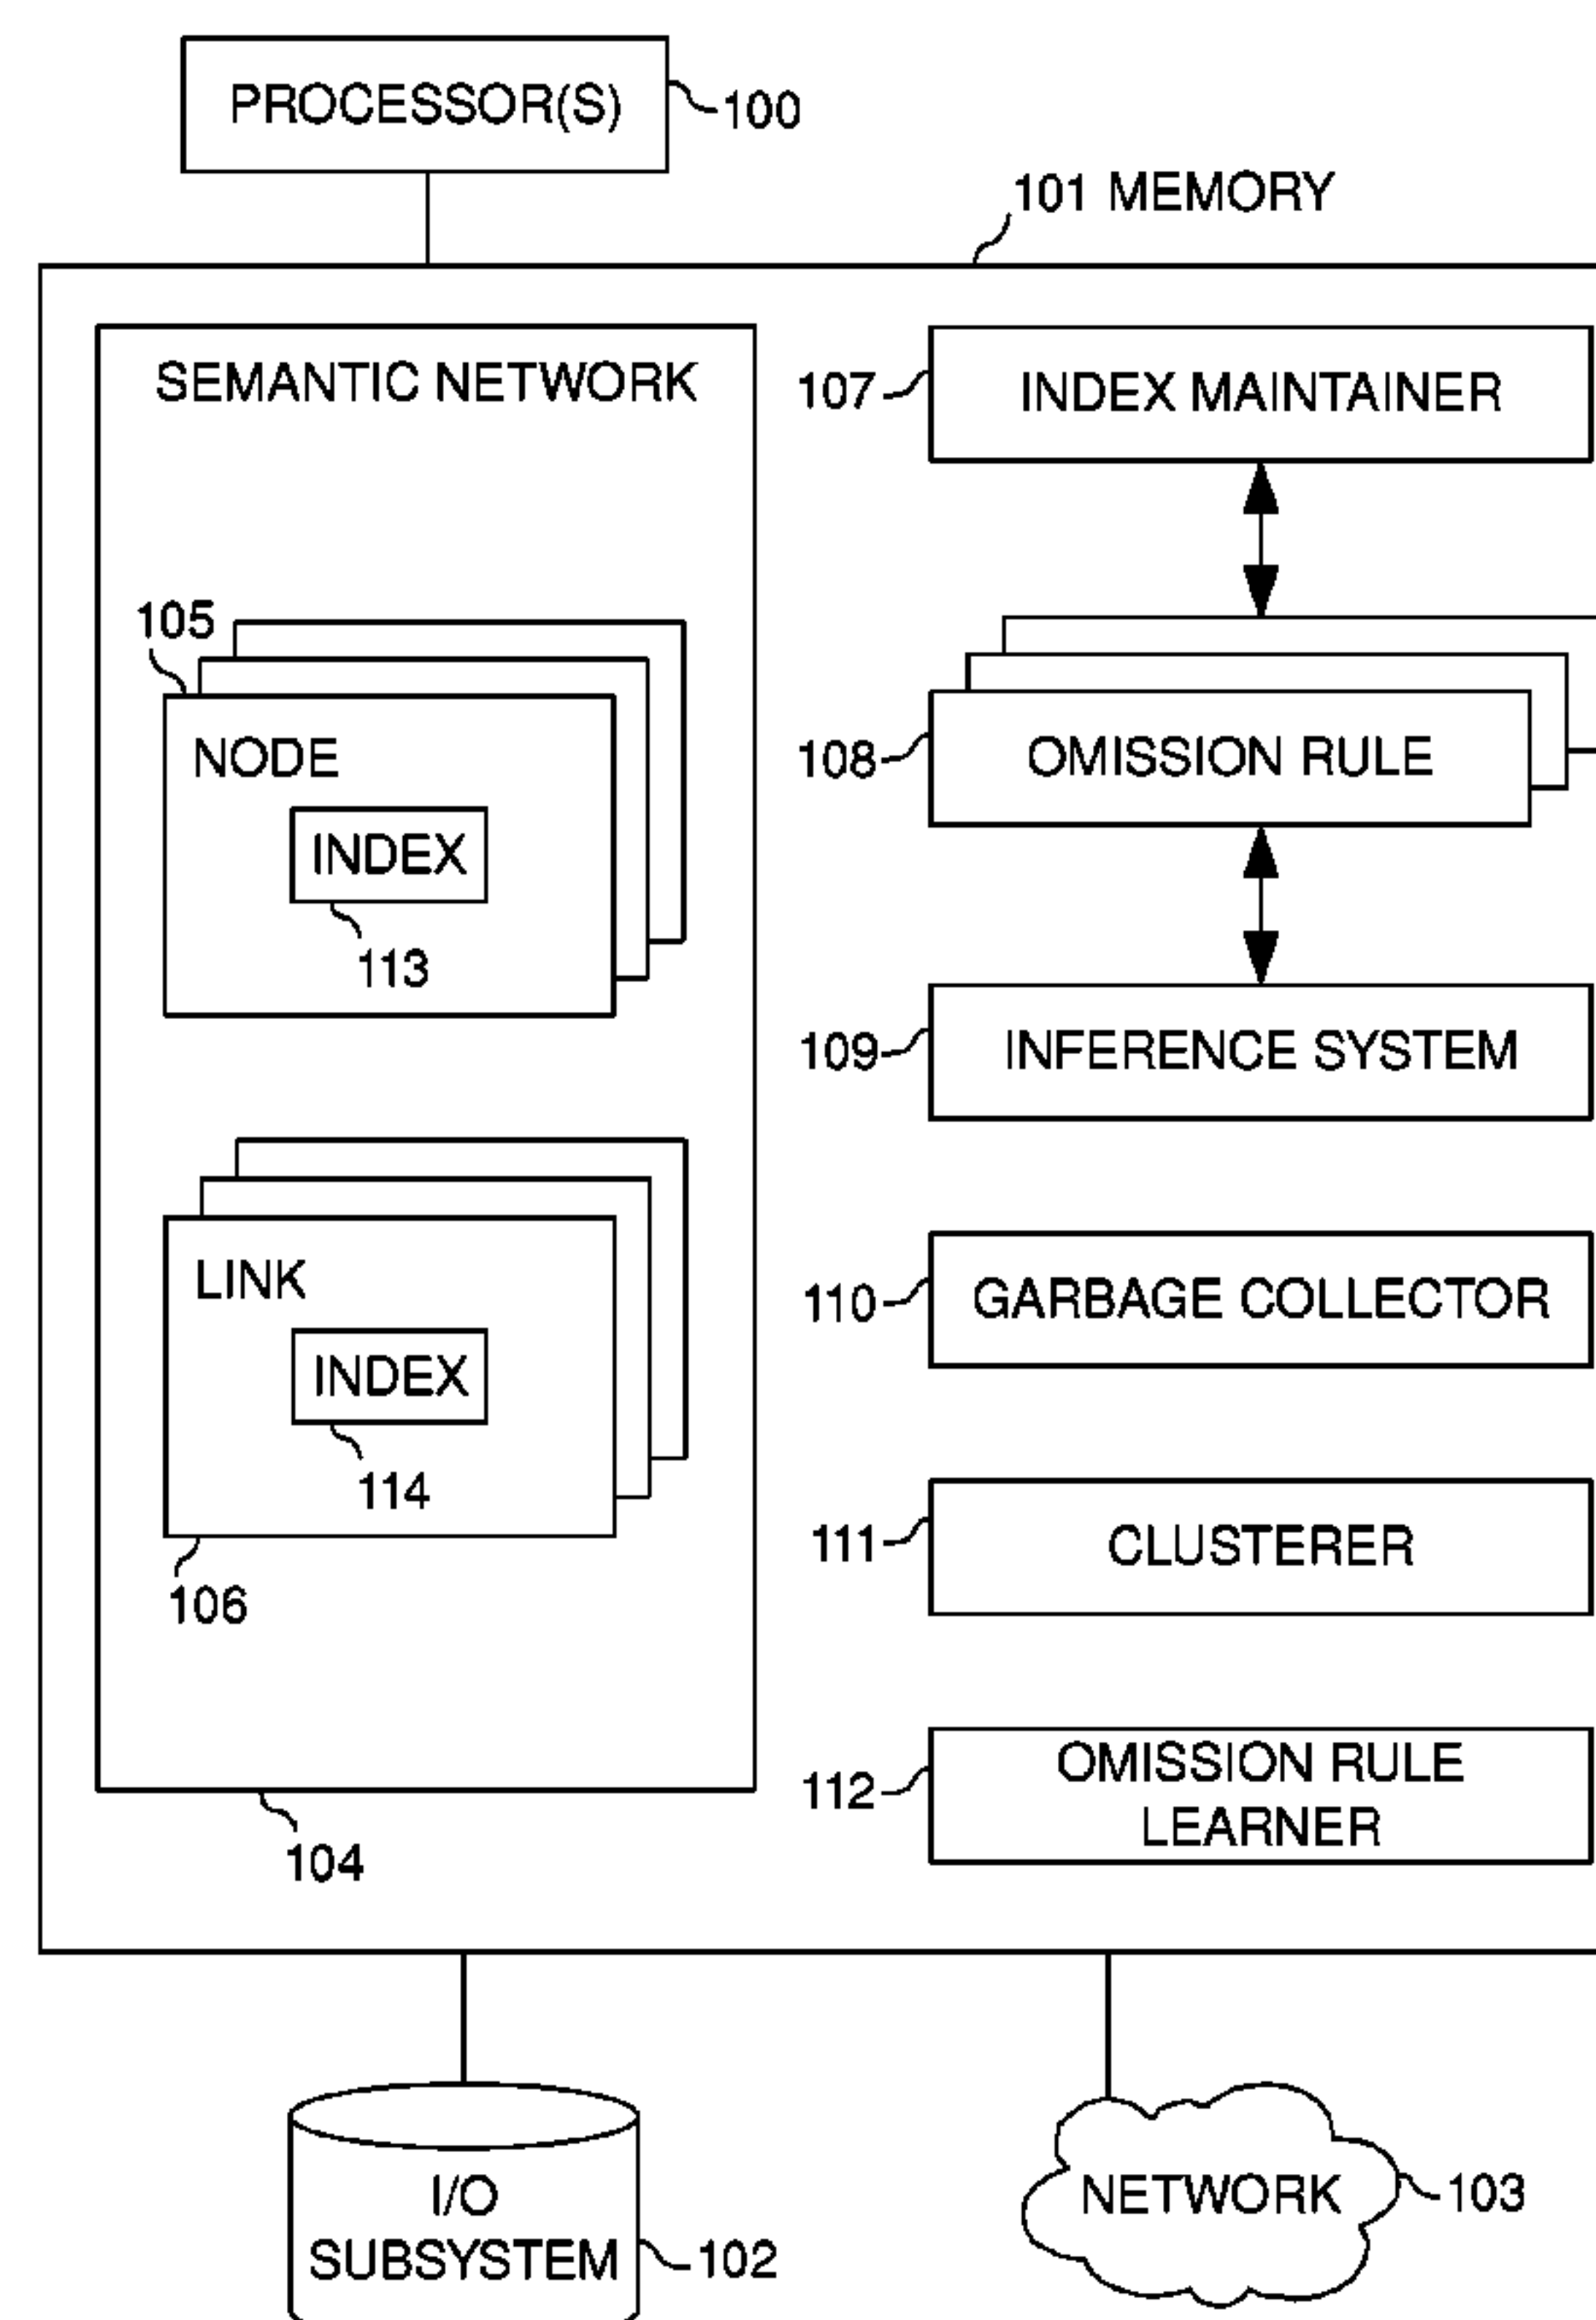 PROCESSOR(S)
100
101 MEMORY
SEMANTIC NETWORK
105
NODE
INDEX
113
LINK
INDEX
114
106
104
107
INDEX MAINTAINER
108
OMISSION RULE
109
INFERENCE SYSTEM
110
GARBAGE COLLECTOR
111
CLUSTERER
112
OMISSION RULE
LEARNER
I/O
SUBSYSTEM
102
NETWORK
103